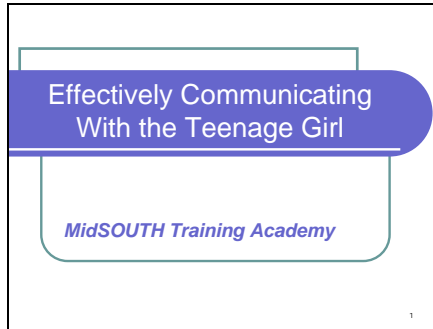 Effectively Communicating
With the Teenage Girl
MidSOUTH Training Academy
1